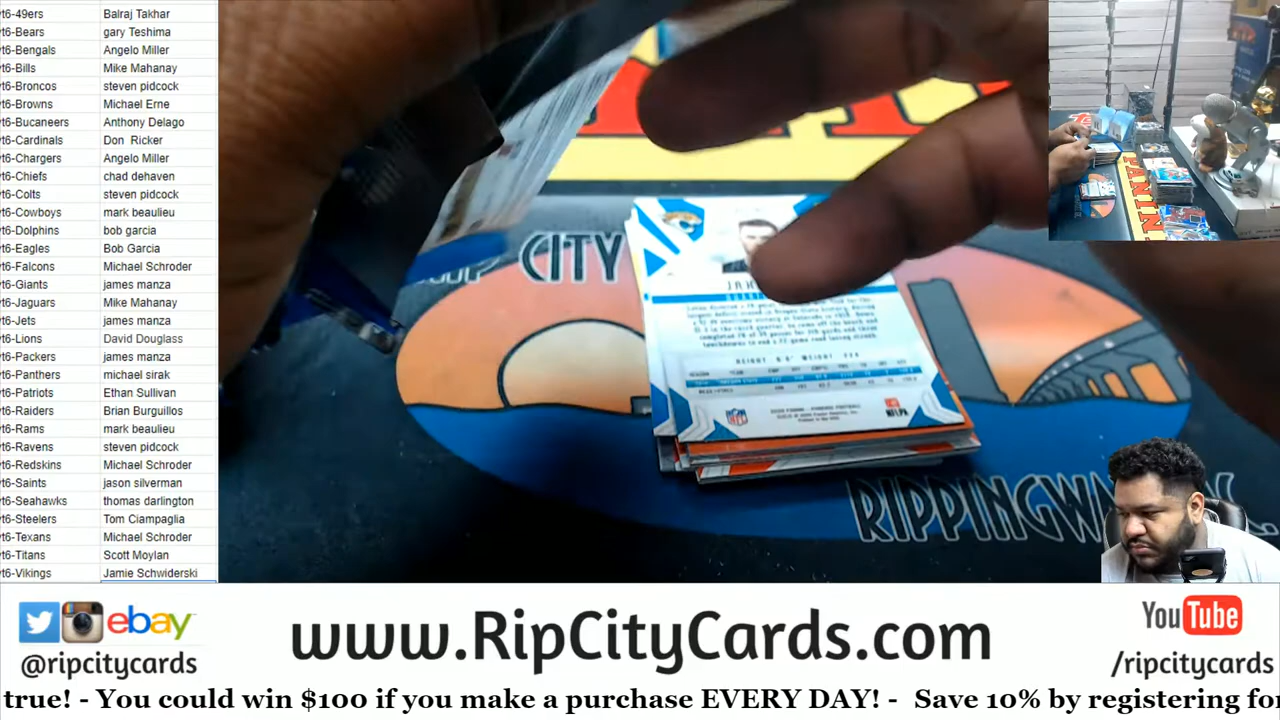 t6-49ers Balraj Takhar
t6-Bears gary Teshima
t6-Bengals Angelo Miller
t6-Bills Mike Mahanay
t6-Broncos steven pidcock
t6-Browns Michael Erne
t6-Bucaneers Anthony Delago
t6-Cardinals Don Ricker
t6-Chargers Angelo Miller
t6-Chiefs chad dehaven
t6-Colts steven pidcock
t6-Cowboys mark beaulieu
t6-Dolphins bob garcia
t6-Eagles Bob Garcia
t6-Falcons Michael Schroder
t6-Giants james manza
t6-Jaguars Mike Mahanay
t6-Jets james manza
t6-Lions David Douglass
t6-Packers james manza
t6-Panthers michael sirak
t6-Patriots Ethan Sullivan
t6-Raiders Brian Burguillos
t6-Rams mark beaulieu
t6-Ravens steven pidcock
t6-Redskins Michael Schroder
t6-Saints jason silverman
t6-Seahawks thomas darlington
t6-Steelers Tom Ciampaglia
t6-Texans Michael Schroder
t6-Titans Scott Moylan
t6-Vikings Jamie Schwiderski
CITY
JAK
NFL
RIPPINGWA
PANINI
ebay
@ripcitycards
www.RipCityCards.com
YouTube
/ripcitycards
true! - You could win $100 if you make a purchase EVERY DAY! - Save 10% by registering for